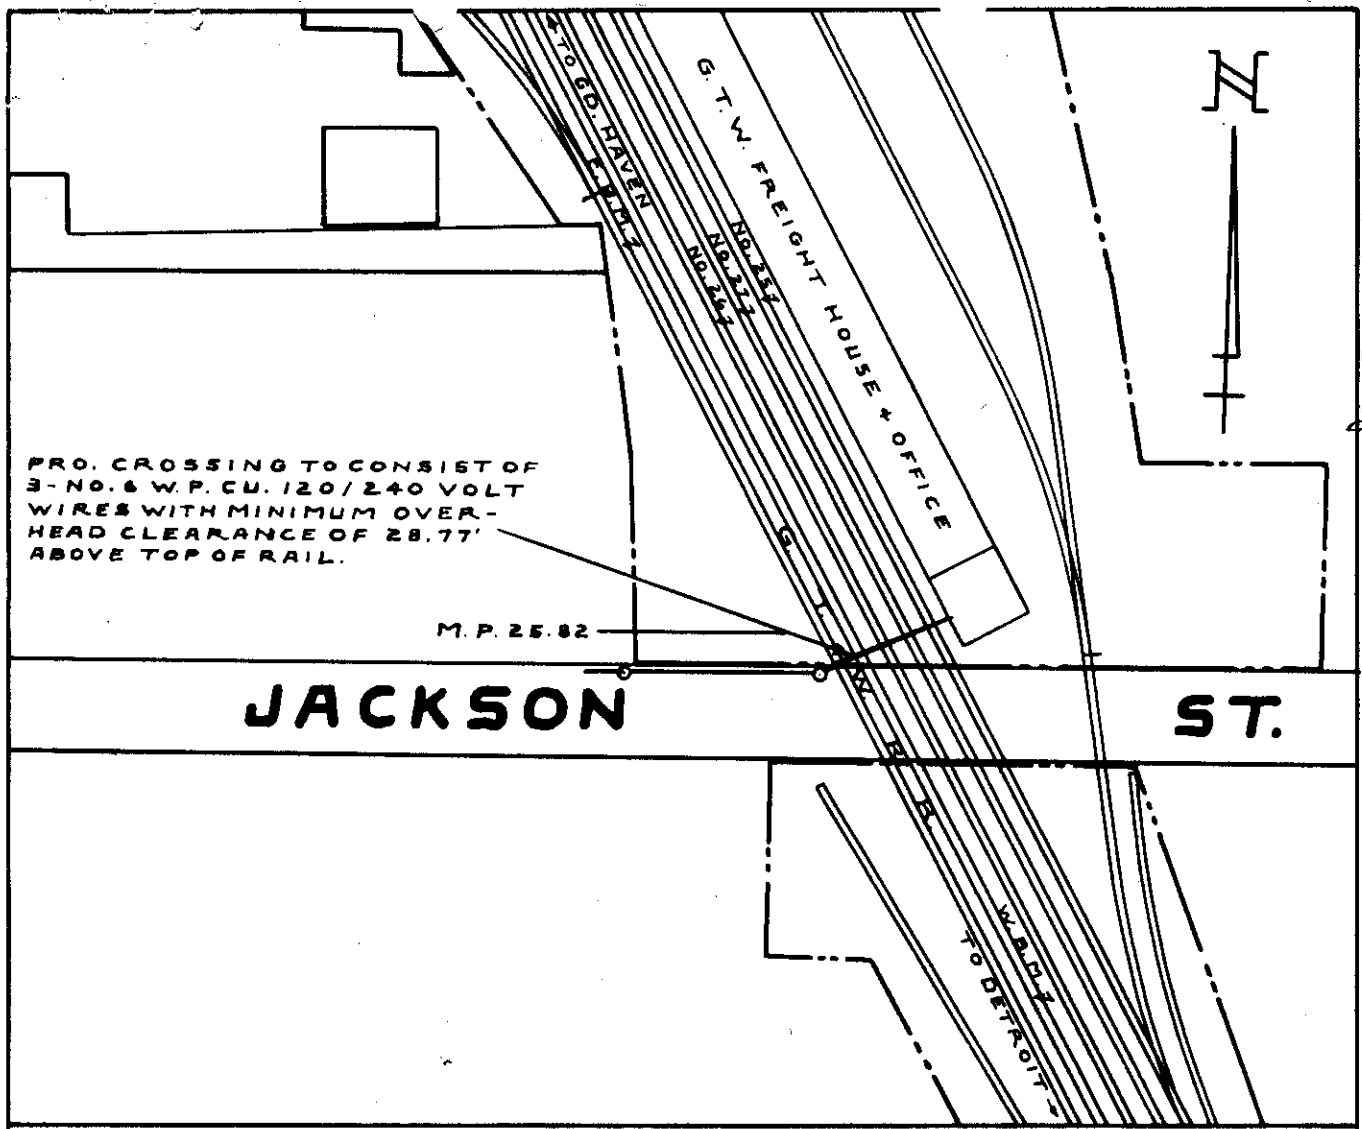 N
← TO GD. HAVEN
E. B. M.
G. T. W. FREIGHT HOUSE + OFFICE
NO. 25
NO. 27
NO. 26
PRO. CROSSING TO CONSIST OF
3-NO. 6 W. P. CU. 120/240 VOLT
WIRES WITH MINIMUM OVER-
HEAD CLEARANCE OF 28.77'
ABOVE TOP OF RAIL.
M. P. 25.82
G. T. W. R. R.
JACKSON ST.
W. B. M.
TO DETROIT →